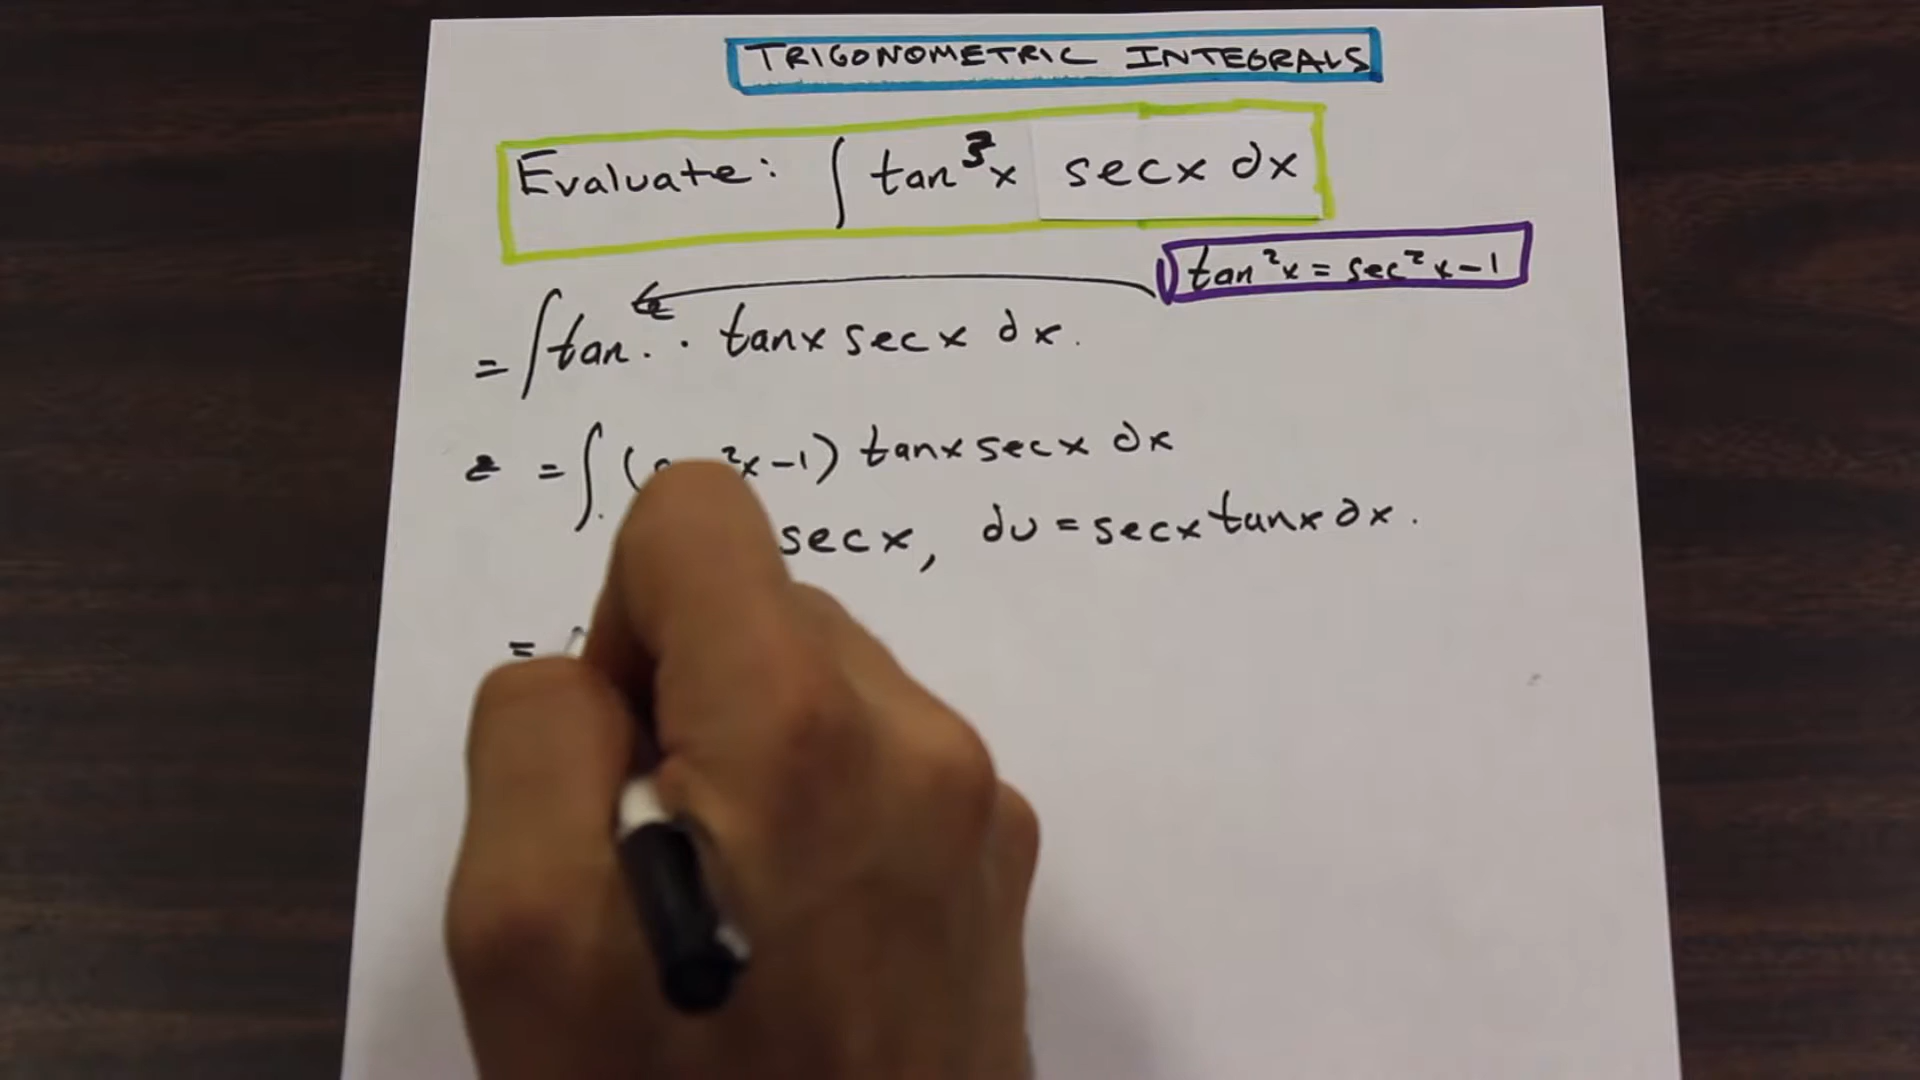 TRIGONOMETRIC INTEGRALS
Evaluate: ∫ tan³x secx dx
tan²x = sec²x-1
= ∫tan · · tanx secx dx.
= ∫ ( ²x-1) tanx secx dx
secx, du = secx tanx dx.
=